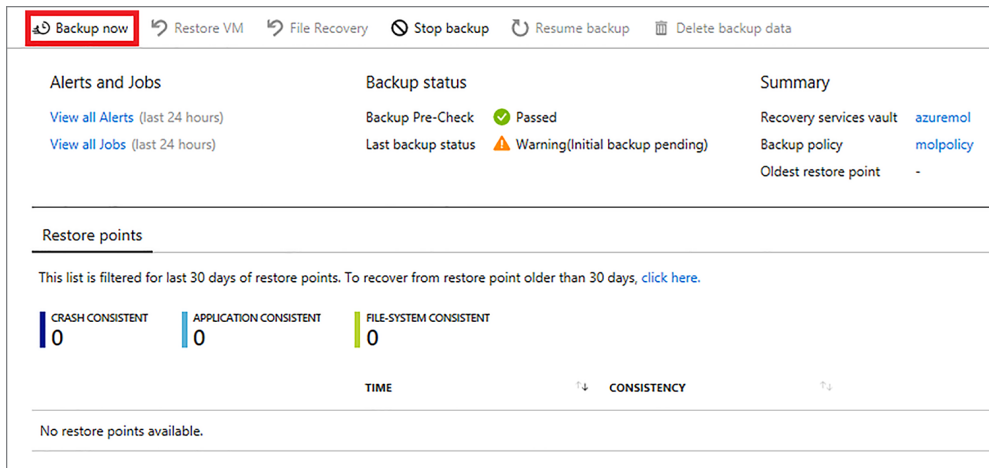 Backup now Restore VM File Recovery Stop backup Resume backup Delete backup data
Alerts and Jobs
View all Alerts (last 24 hours)
View all Jobs (last 24 hours)
Backup status
Backup Pre-Check Passed
Last backup status Warning(Initial backup pending)
Summary
Recovery services vault azuremol
Backup policy molpolicy
Oldest restore point -
Restore points
This list is filtered for last 30 days of restore points. To recover from restore point older than 30 days, click here.
CRASH CONSISTENT
0
APPLICATION CONSISTENT
0
FILE-SYSTEM CONSISTENT
0
TIME CONSISTENCY
No restore points available.